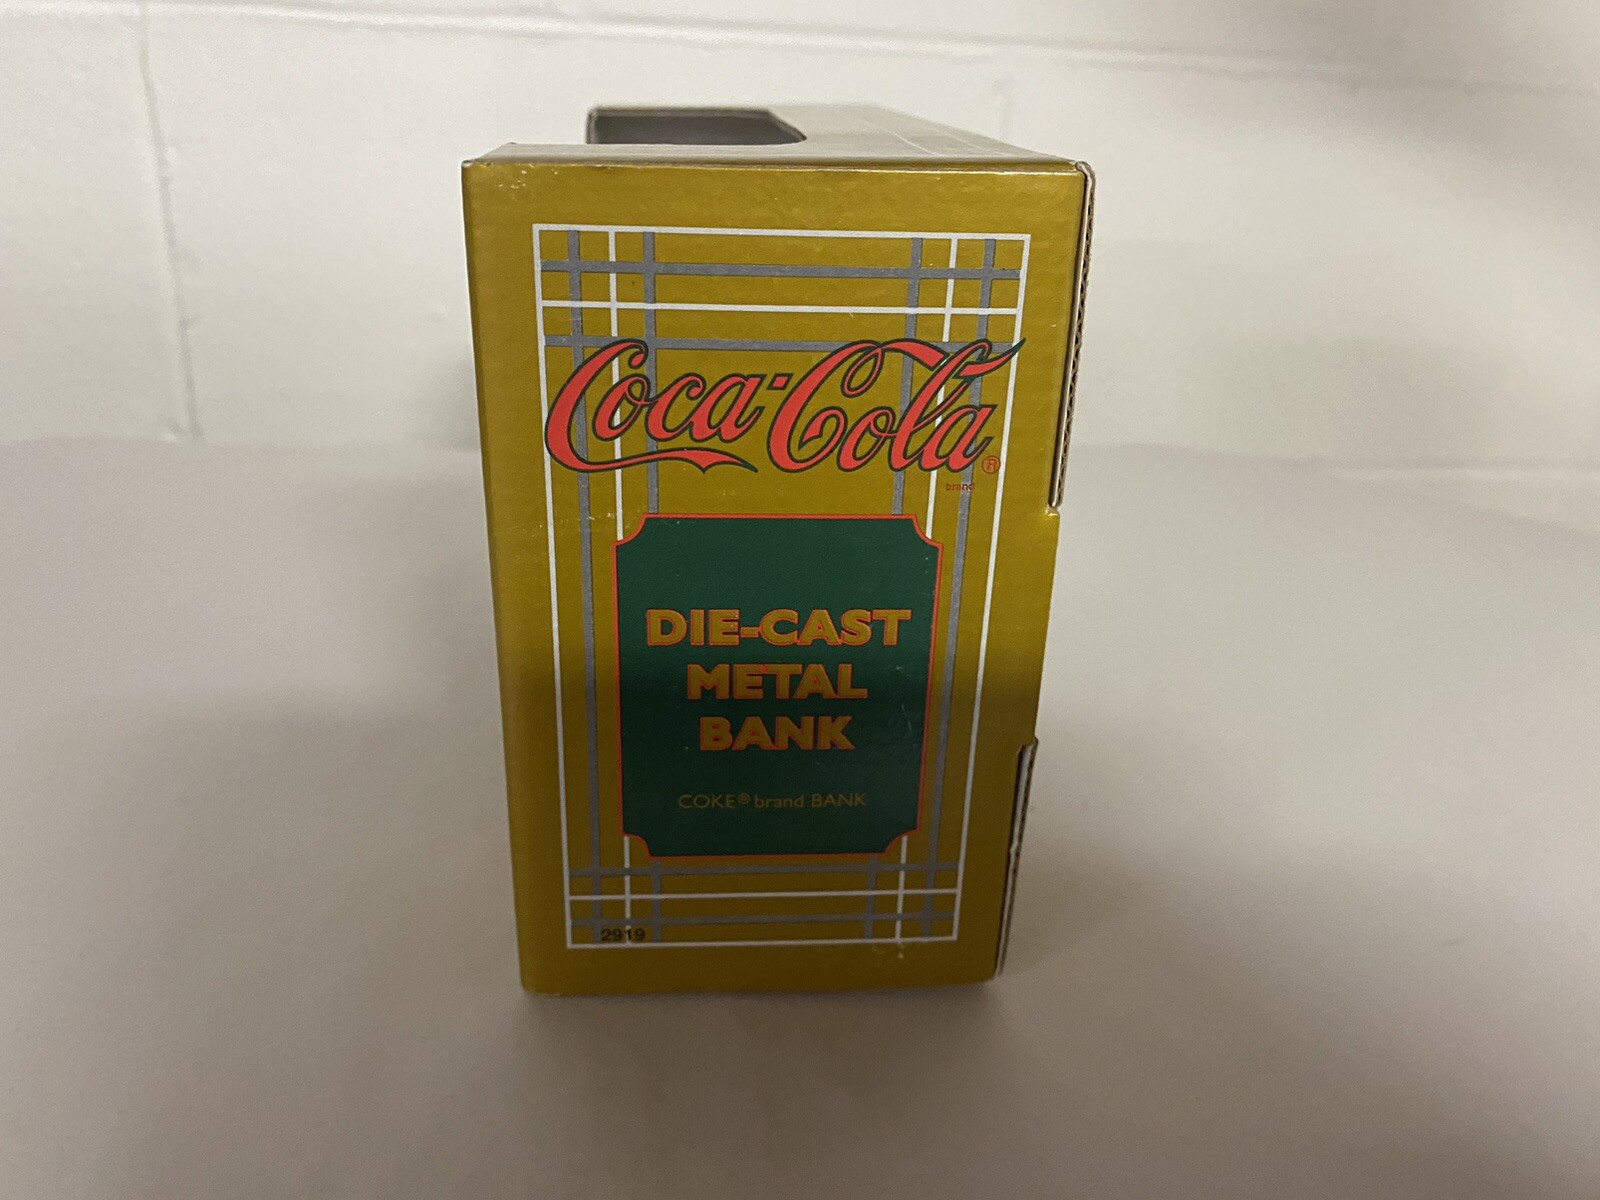 Coca-Cola®
brand
DIE-CAST
METAL
BANK
COKE® brand BANK
2919